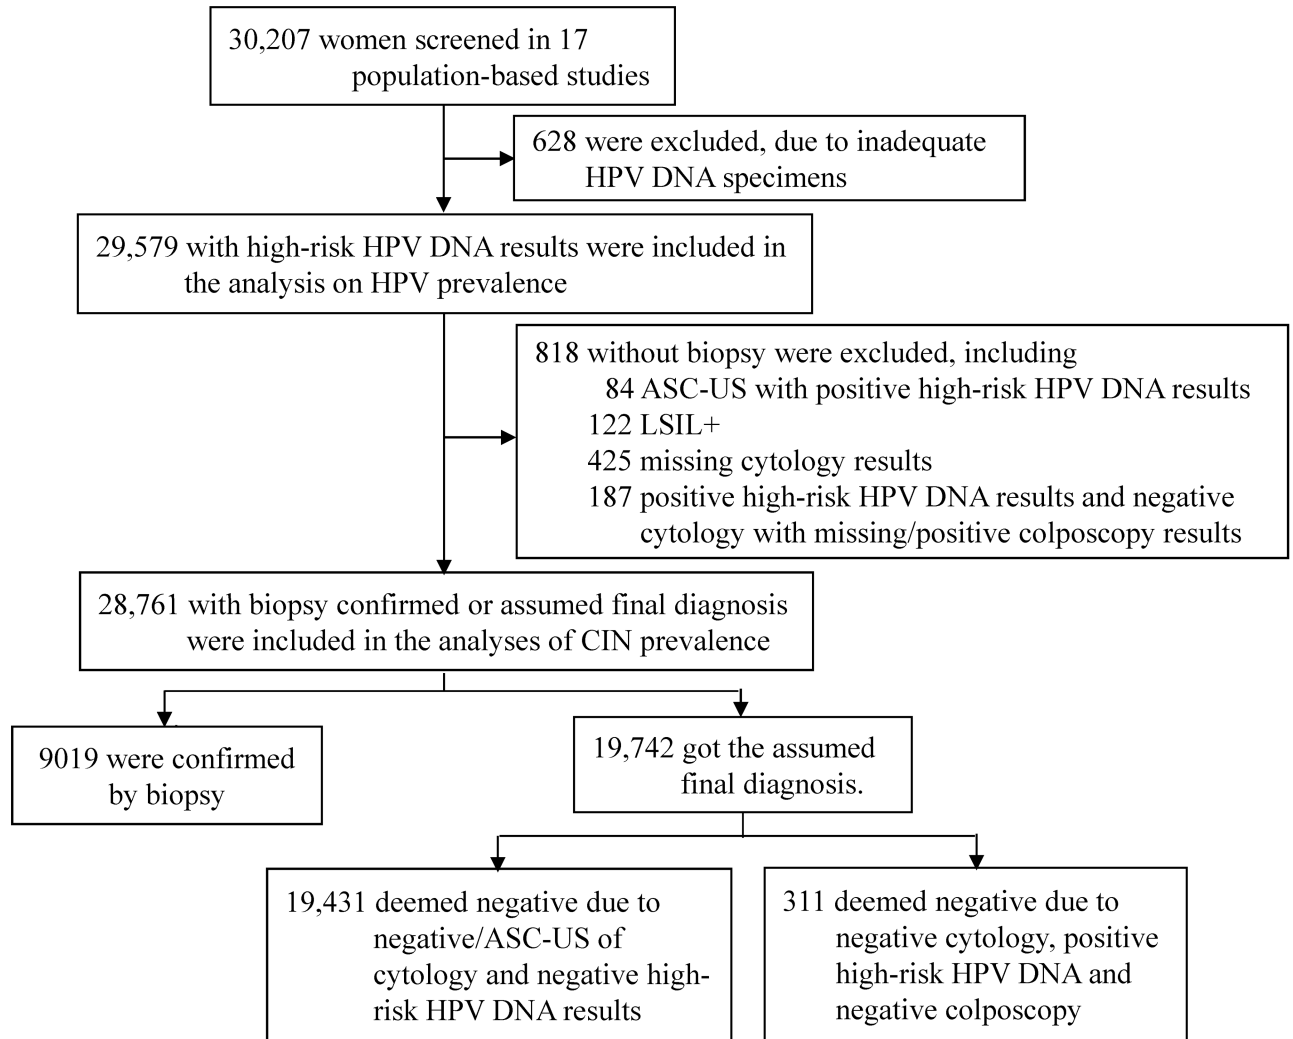 30,207 women screened in 17
population-based studies
628 were excluded, due to inadequate
HPV DNA specimens
29,579 with high-risk HPV DNA results were included in
the analysis on HPV prevalence
818 without biopsy were excluded, including
84 ASC-US with positive high-risk HPV DNA results
122 LSIL+
425 missing cytology results
187 positive high-risk HPV DNA results and negative
cytology with missing/positive colposcopy results
28,761 with biopsy confirmed or assumed final diagnosis
were included in the analyses of CIN prevalence
9019 were confirmed
by biopsy
19,742 got the assumed
final diagnosis.
19,431 deemed negative due to
negative/ASC-US of
cytology and negative high-
risk HPV DNA results
311 deemed negative due to
negative cytology, positive
high-risk HPV DNA and
negative colposcopy